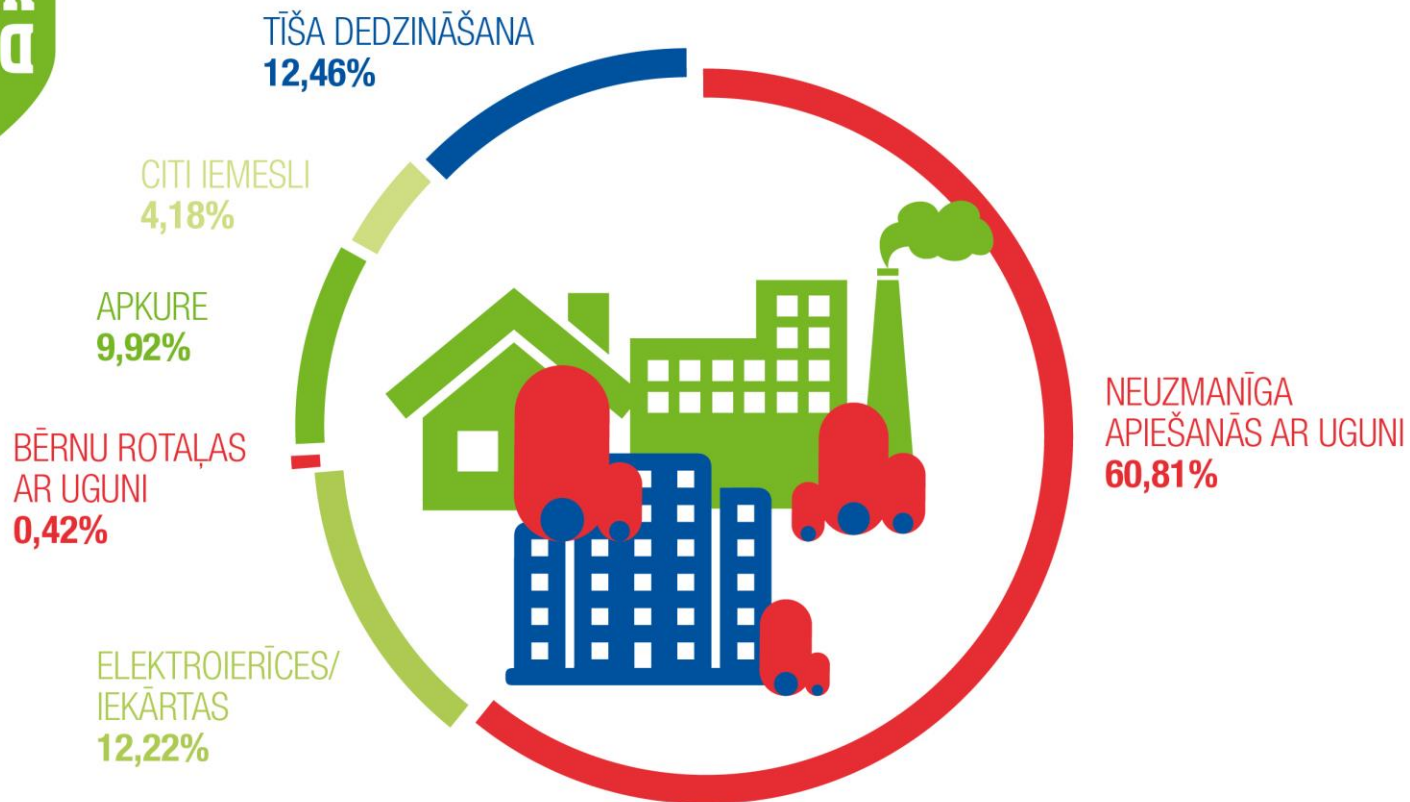 TĪŠA DEDZINĀŠANA
12,46%
CITI IEMESLI
4,18%
APKURE
9,92%
BĒRNU ROTAĻAS
AR UGUNI
0,42%
ELEKTROIERĪCES/
IEKĀRTAS
12,22%
NEUZMANĪGA
APIEŠANĀS AR UGUNI
60,81%